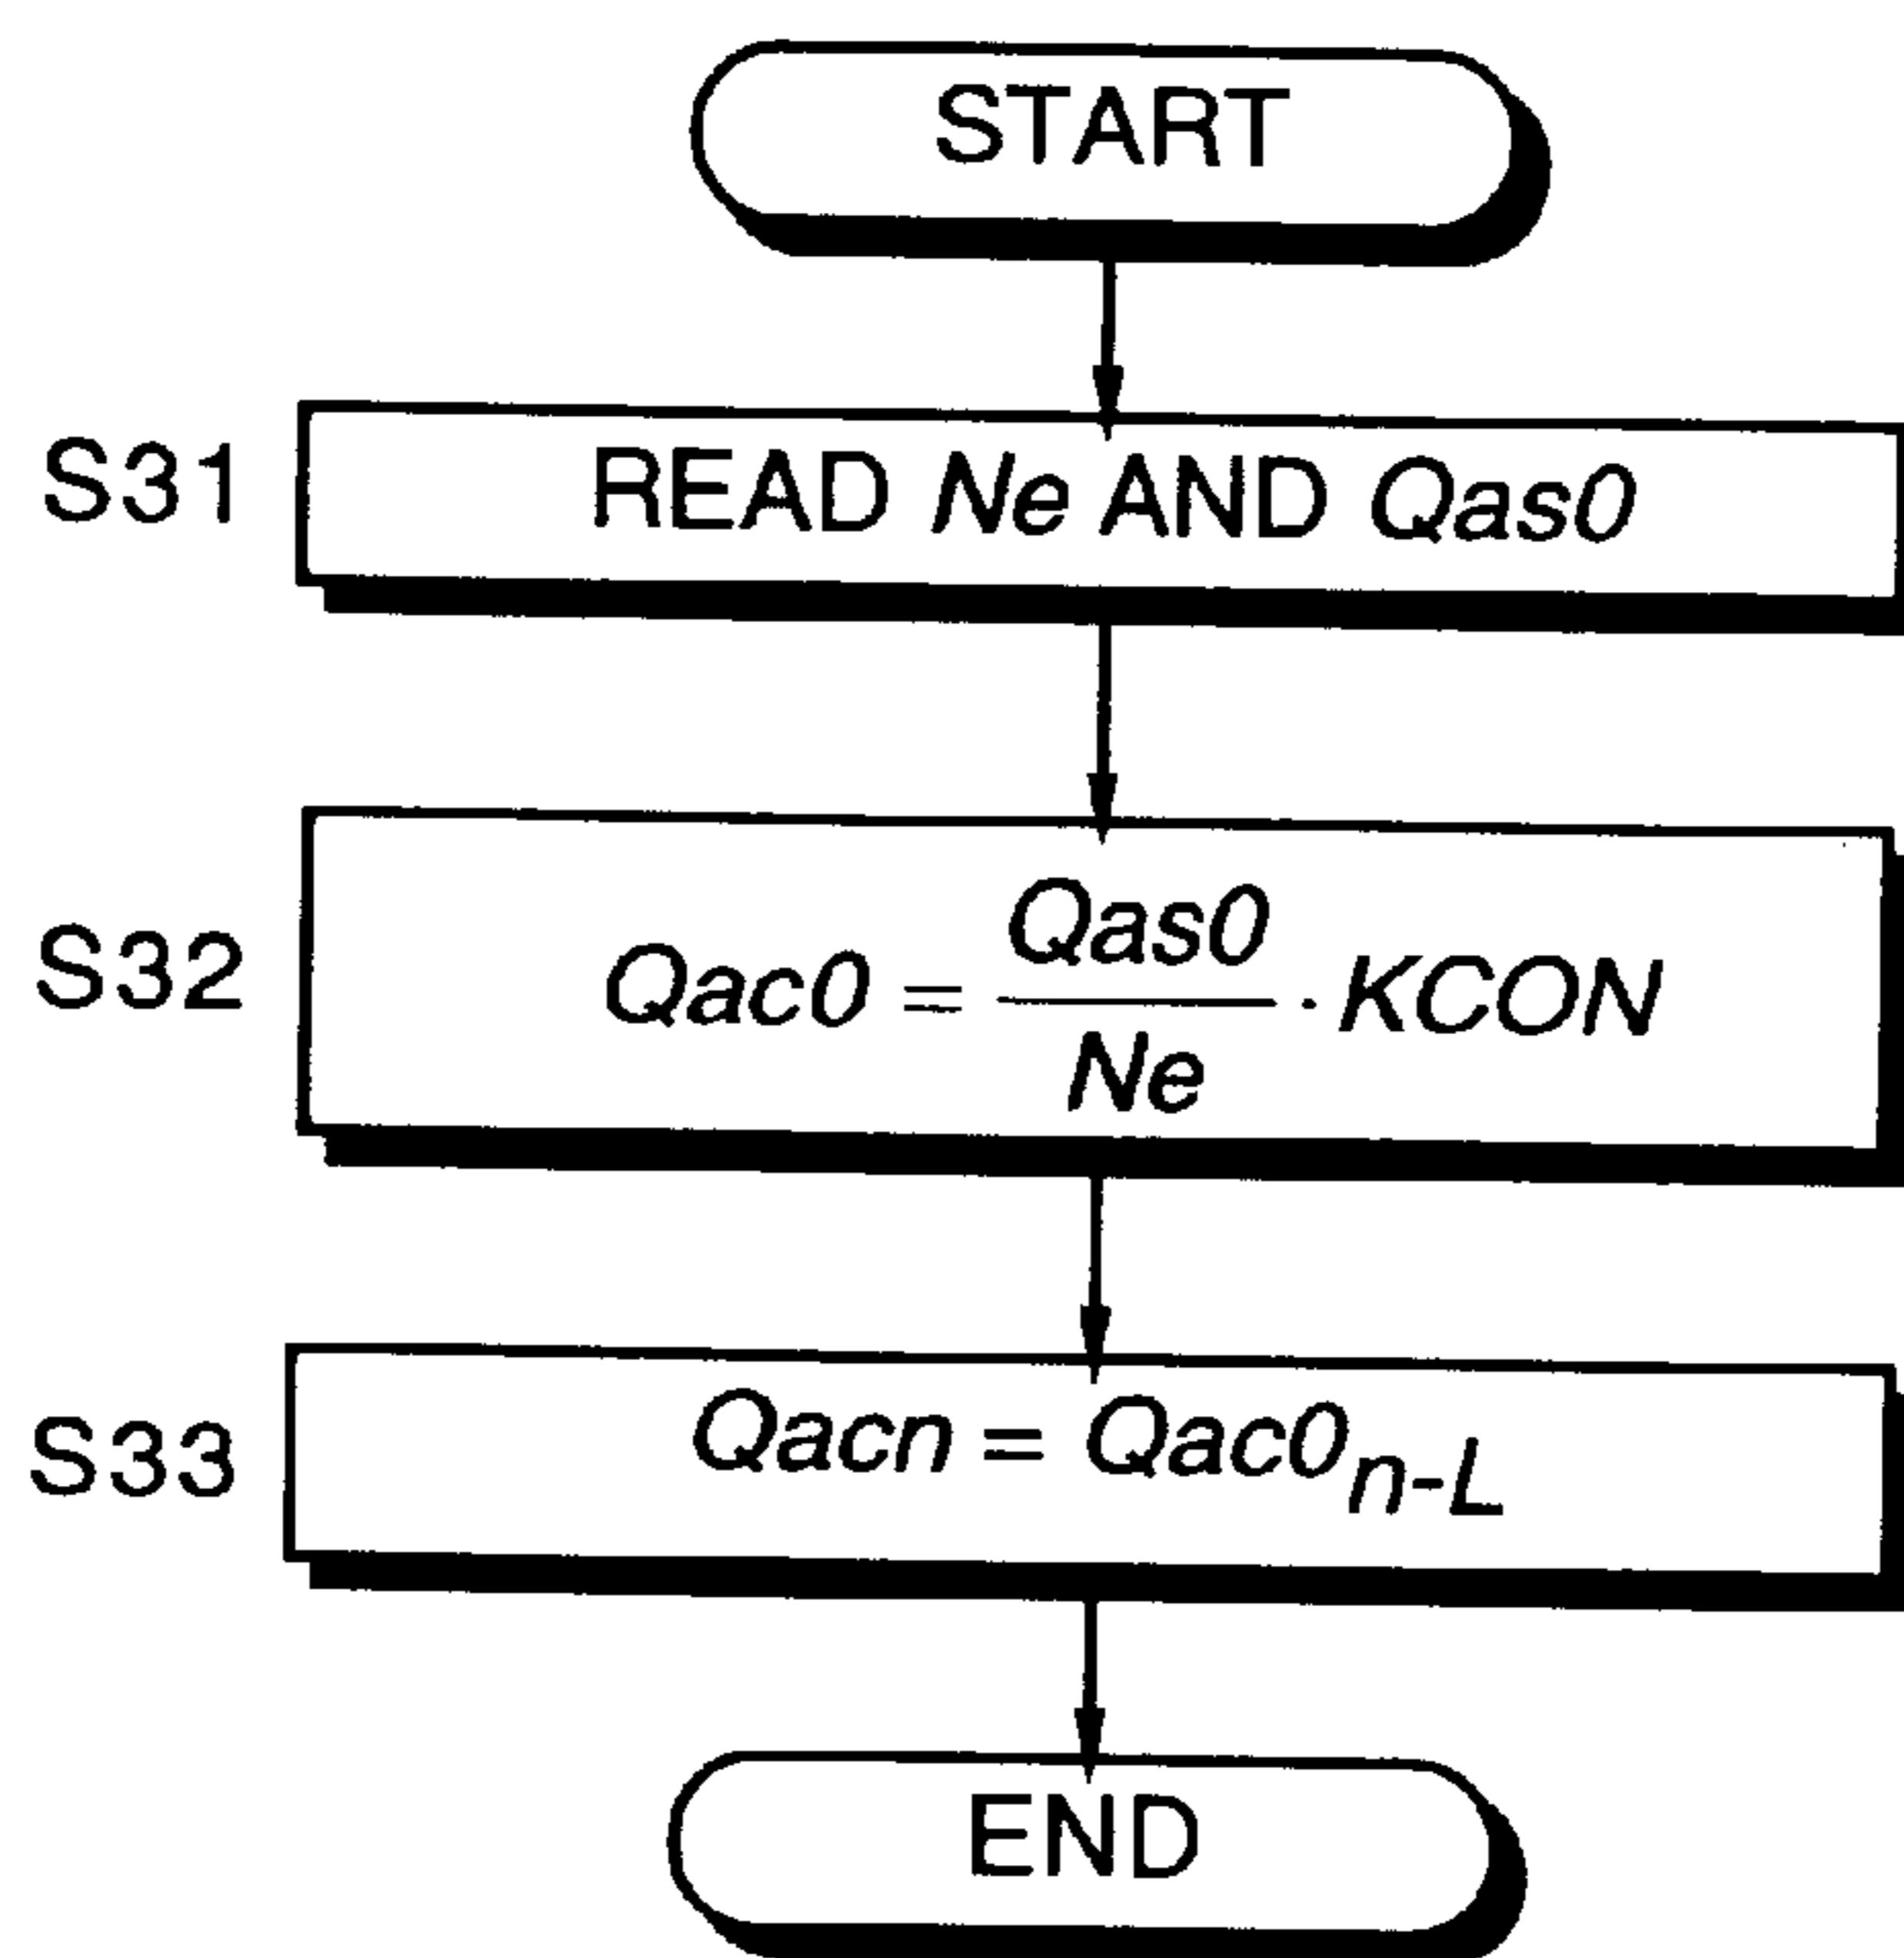 START
S31 READ Ne AND Qas0
S32 Qac0 = Qas0 / Ne · KCON
S33 Qacn = Qac0n-L
END